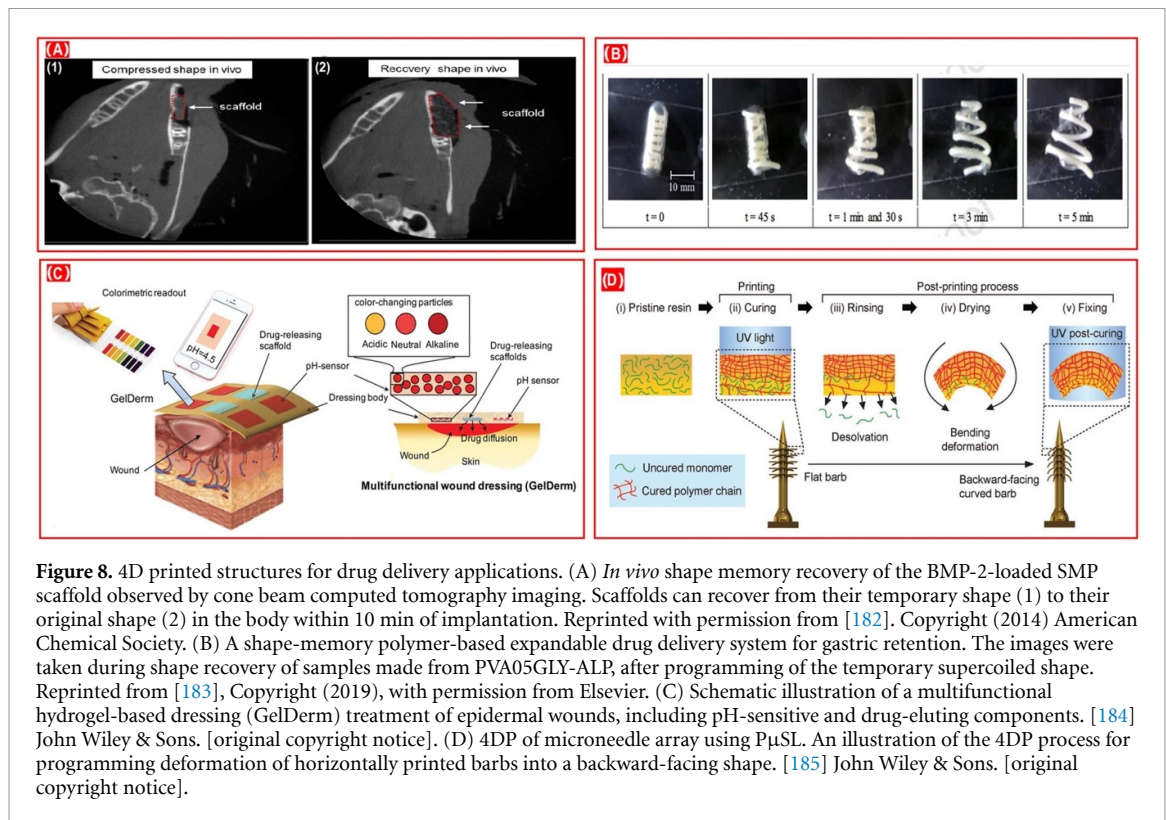 (A)
(1)
Compressed shape in vivo
scaffold
(2)
Recovery shape in vivo
scaffold
(B)
10 mm
t = 0
t = 45 s
t = 1 min and 30 s
t = 3 min
t = 5 min
(C)
Colorimetric readout
pH=4.5
Drug-releasing
scaffold
pH-sensor
GelDerm
Dressing body
Wound
color-changing particles
Acidic Neutral Alkaline
Drug-releasing
scaffolds
pH sensor
Drug diffusion
Wound
Skin
Multifunctional wound dressing (GelDerm)
(D)
Printing
Post-printing process
(i) Pristine resin
(ii) Curing
(iii) Rinsing
(iv) Drying
(v) Fixing
UV light
UV post-curing
Desolvation
Bending
deformation
Uncured monomer
Cured polymer chain
Flat barb
Backward-facing
curved barb
Figure 8. 4D printed structures for drug delivery applications. (A) In vivo shape memory recovery of the BMP-2-loaded SMP
scaffold observed by cone beam computed tomography imaging. Scaffolds can recover from their temporary shape (1) to their
original shape (2) in the body within 10 min of implantation. Reprinted with permission from [182]. Copyright (2014) American
Chemical Society. (B) A shape-memory polymer-based expandable drug delivery system for gastric retention. The images were
taken during shape recovery of samples made from PVA05GLY-ALP, after programming of the temporary supercoiled shape.
Reprinted from [183], Copyright (2019), with permission from Elsevier. (C) Schematic illustration of a multifunctional
hydrogel-based dressing (GelDerm) treatment of epidermal wounds, including pH-sensitive and drug-eluting components. [184]
John Wiley & Sons. [original copyright notice]. (D) 4DP of microneedle array using PμSL. An illustration of the 4DP process for
programming deformation of horizontally printed barbs into a backward-facing shape. [185] John Wiley & Sons. [original
copyright notice].